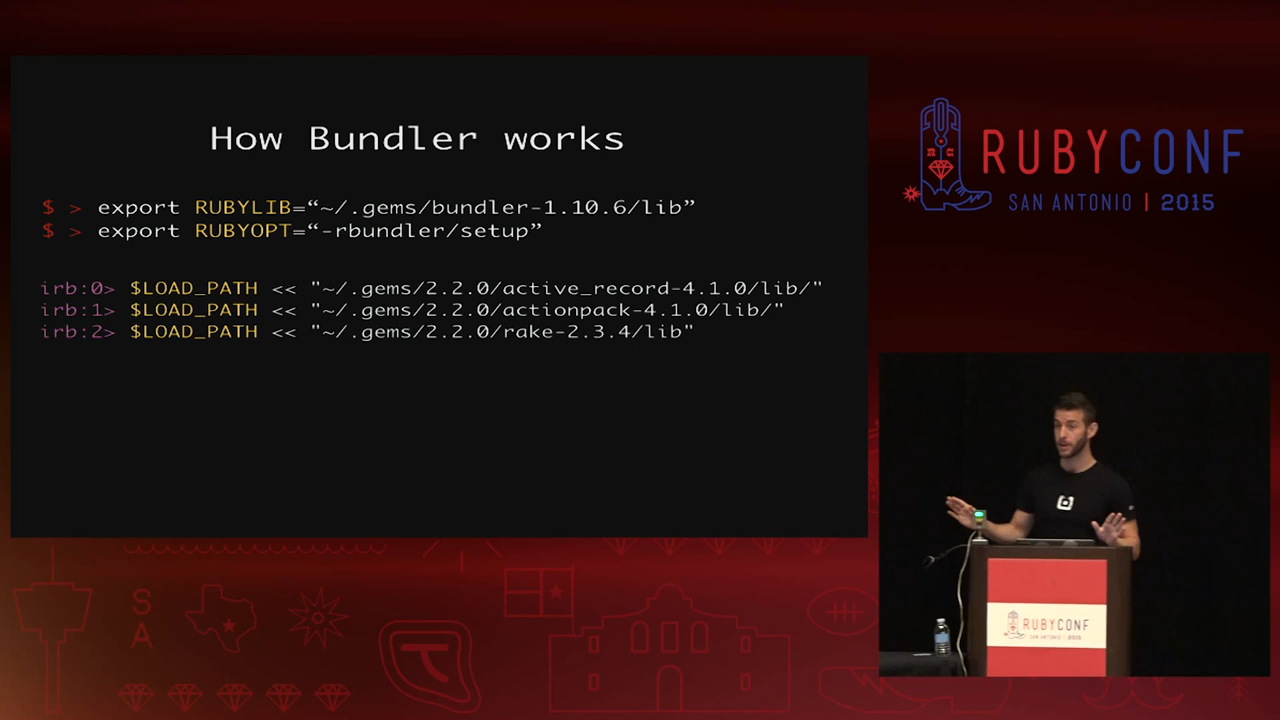 How Bundler works
$ > export RUBYLIB=“~/.gems/bundler-1.10.6/lib”
$ > export RUBYOPT=“-rbundler/setup”
irb:0> $LOAD_PATH << "~/.gems/2.2.0/active_record-4.1.0/lib/"
irb:1> $LOAD_PATH << "~/.gems/2.2.0/actionpack-4.1.0/lib/"
irb:2> $LOAD_PATH << "~/.gems/2.2.0/rake-2.3.4/lib"
RUBYCONF
SAN ANTONIO | 2015
S
A
RUBYCONF
SAN ANTONIO | 2015